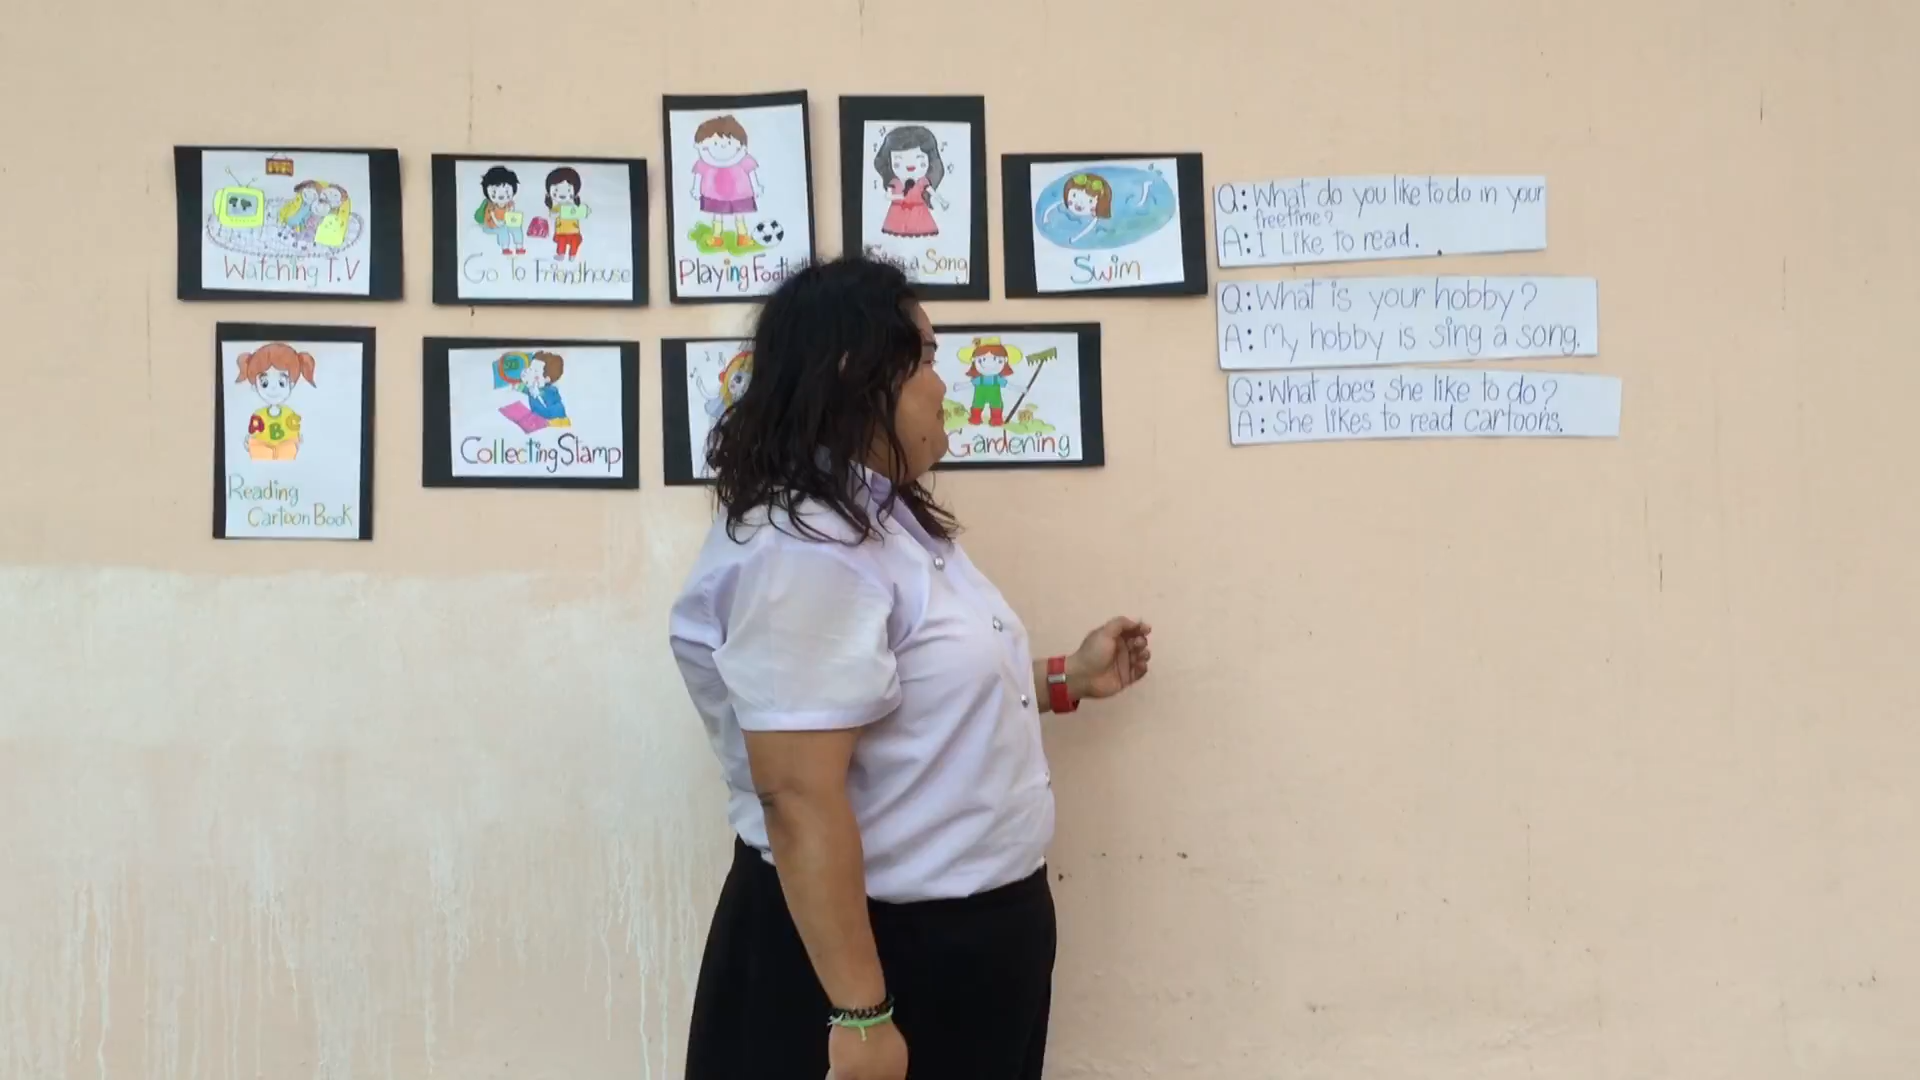 Watching T.V
Go To Friendhouse
Playing
a Song
Swim
Reading
Cartoon Book
Collecting Stamp
Gardening
Q: What do you like to do in your
freetime?
A: I Like to read.
Q: What is your hobby?
A: My hobby is sing a song.
Q: What does she like to do?
A: She likes to read cartoons.